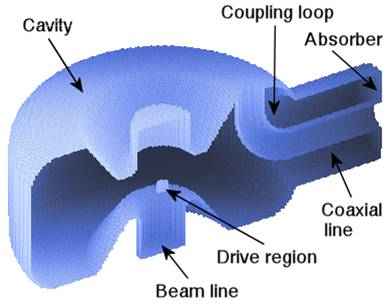 Coupling loop
Cavity
Absorber
Coaxial
line
Drive region
Beam line